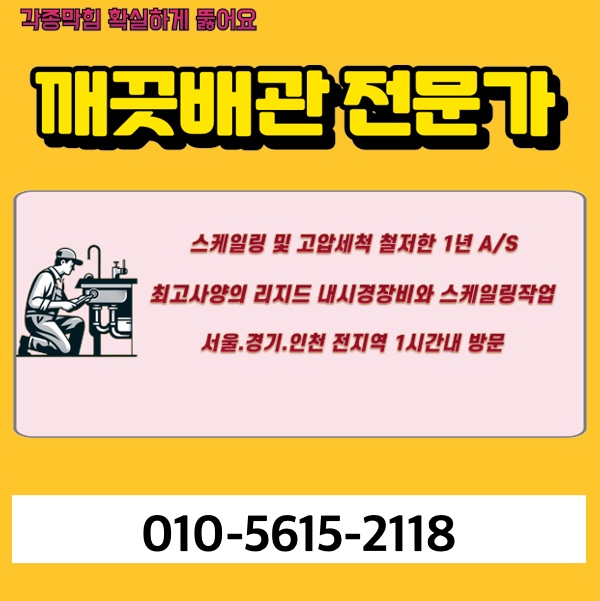 각종막힘 확실하게 뚫어요
깨끗배관 전문가
스케일링 및 고압세척 철저한 1년 A/S
최고사양의 리지드 내시경장비와 스케일링작업
서울.경기.인천 전지역 1시간내 방문
010-5615-2118